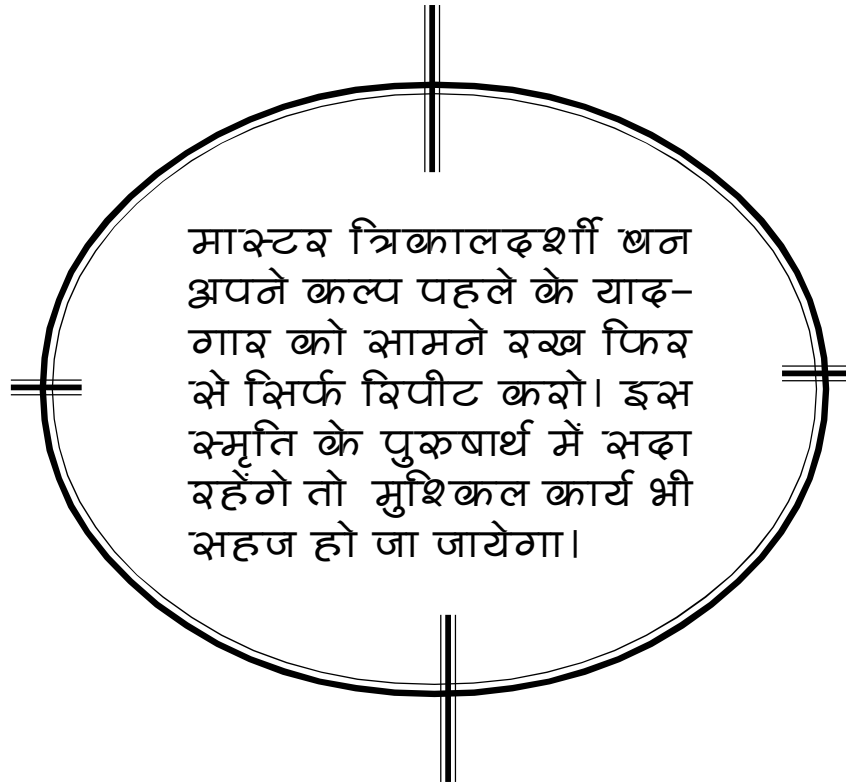 मास्टर त्रिकालदर्शी बन
अपने कल्प पहले के याद-
गार को सामने रख फिर
से सिर्फ रिपीट करो। इस
स्मृति के पुरुषार्थ में सदा
रहेंगे तो मुश्किल कार्य भी
सहज हो जा जायेगा।